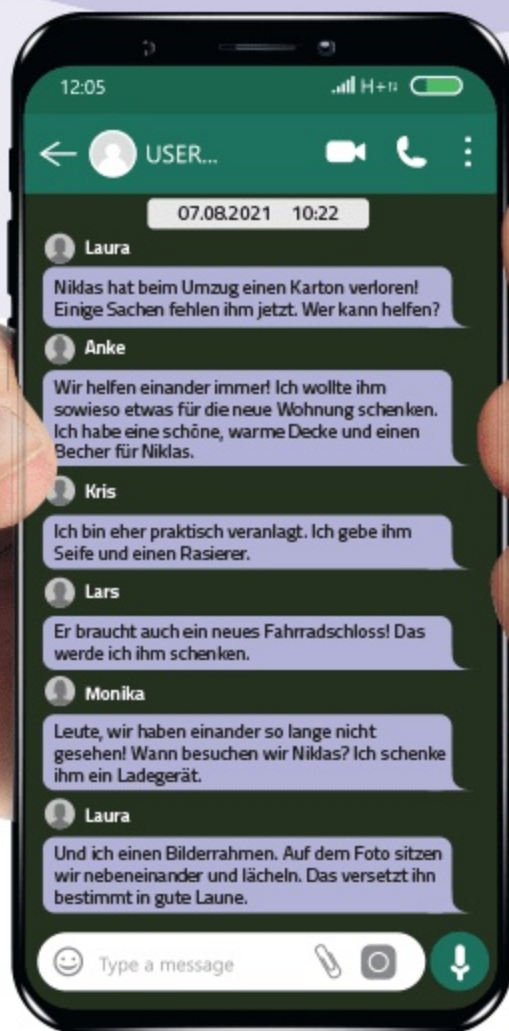 12:05 H+
USER...
07.08.2021 10:22
Laura
Niklas hat beim Umzug einen Karton verloren!
Einige Sachen fehlen ihm jetzt. Wer kann helfen?
Anke
Wir helfen einander immer! Ich wollte ihm
sowieso etwas für die neue Wohnung schenken.
Ich habe eine schöne, warme Decke und einen
Becher für Niklas.
Kris
Ich bin eher praktisch veranlagt. Ich gebe ihm
Seife und einen Rasierer.
Lars
Er braucht auch ein neues Fahrradschloss! Das
werde ich ihm schenken.
Monika
Leute, wir haben einander so lange nicht
gesehen! Wann besuchen wir Niklas? Ich schenke
ihm ein Ladegerät.
Laura
Und ich einen Bilderrahmen. Auf dem Foto sitzen
wir nebeneinander und lächeln. Das versetzt ihn
bestimmt in gute Laune.
Type a message